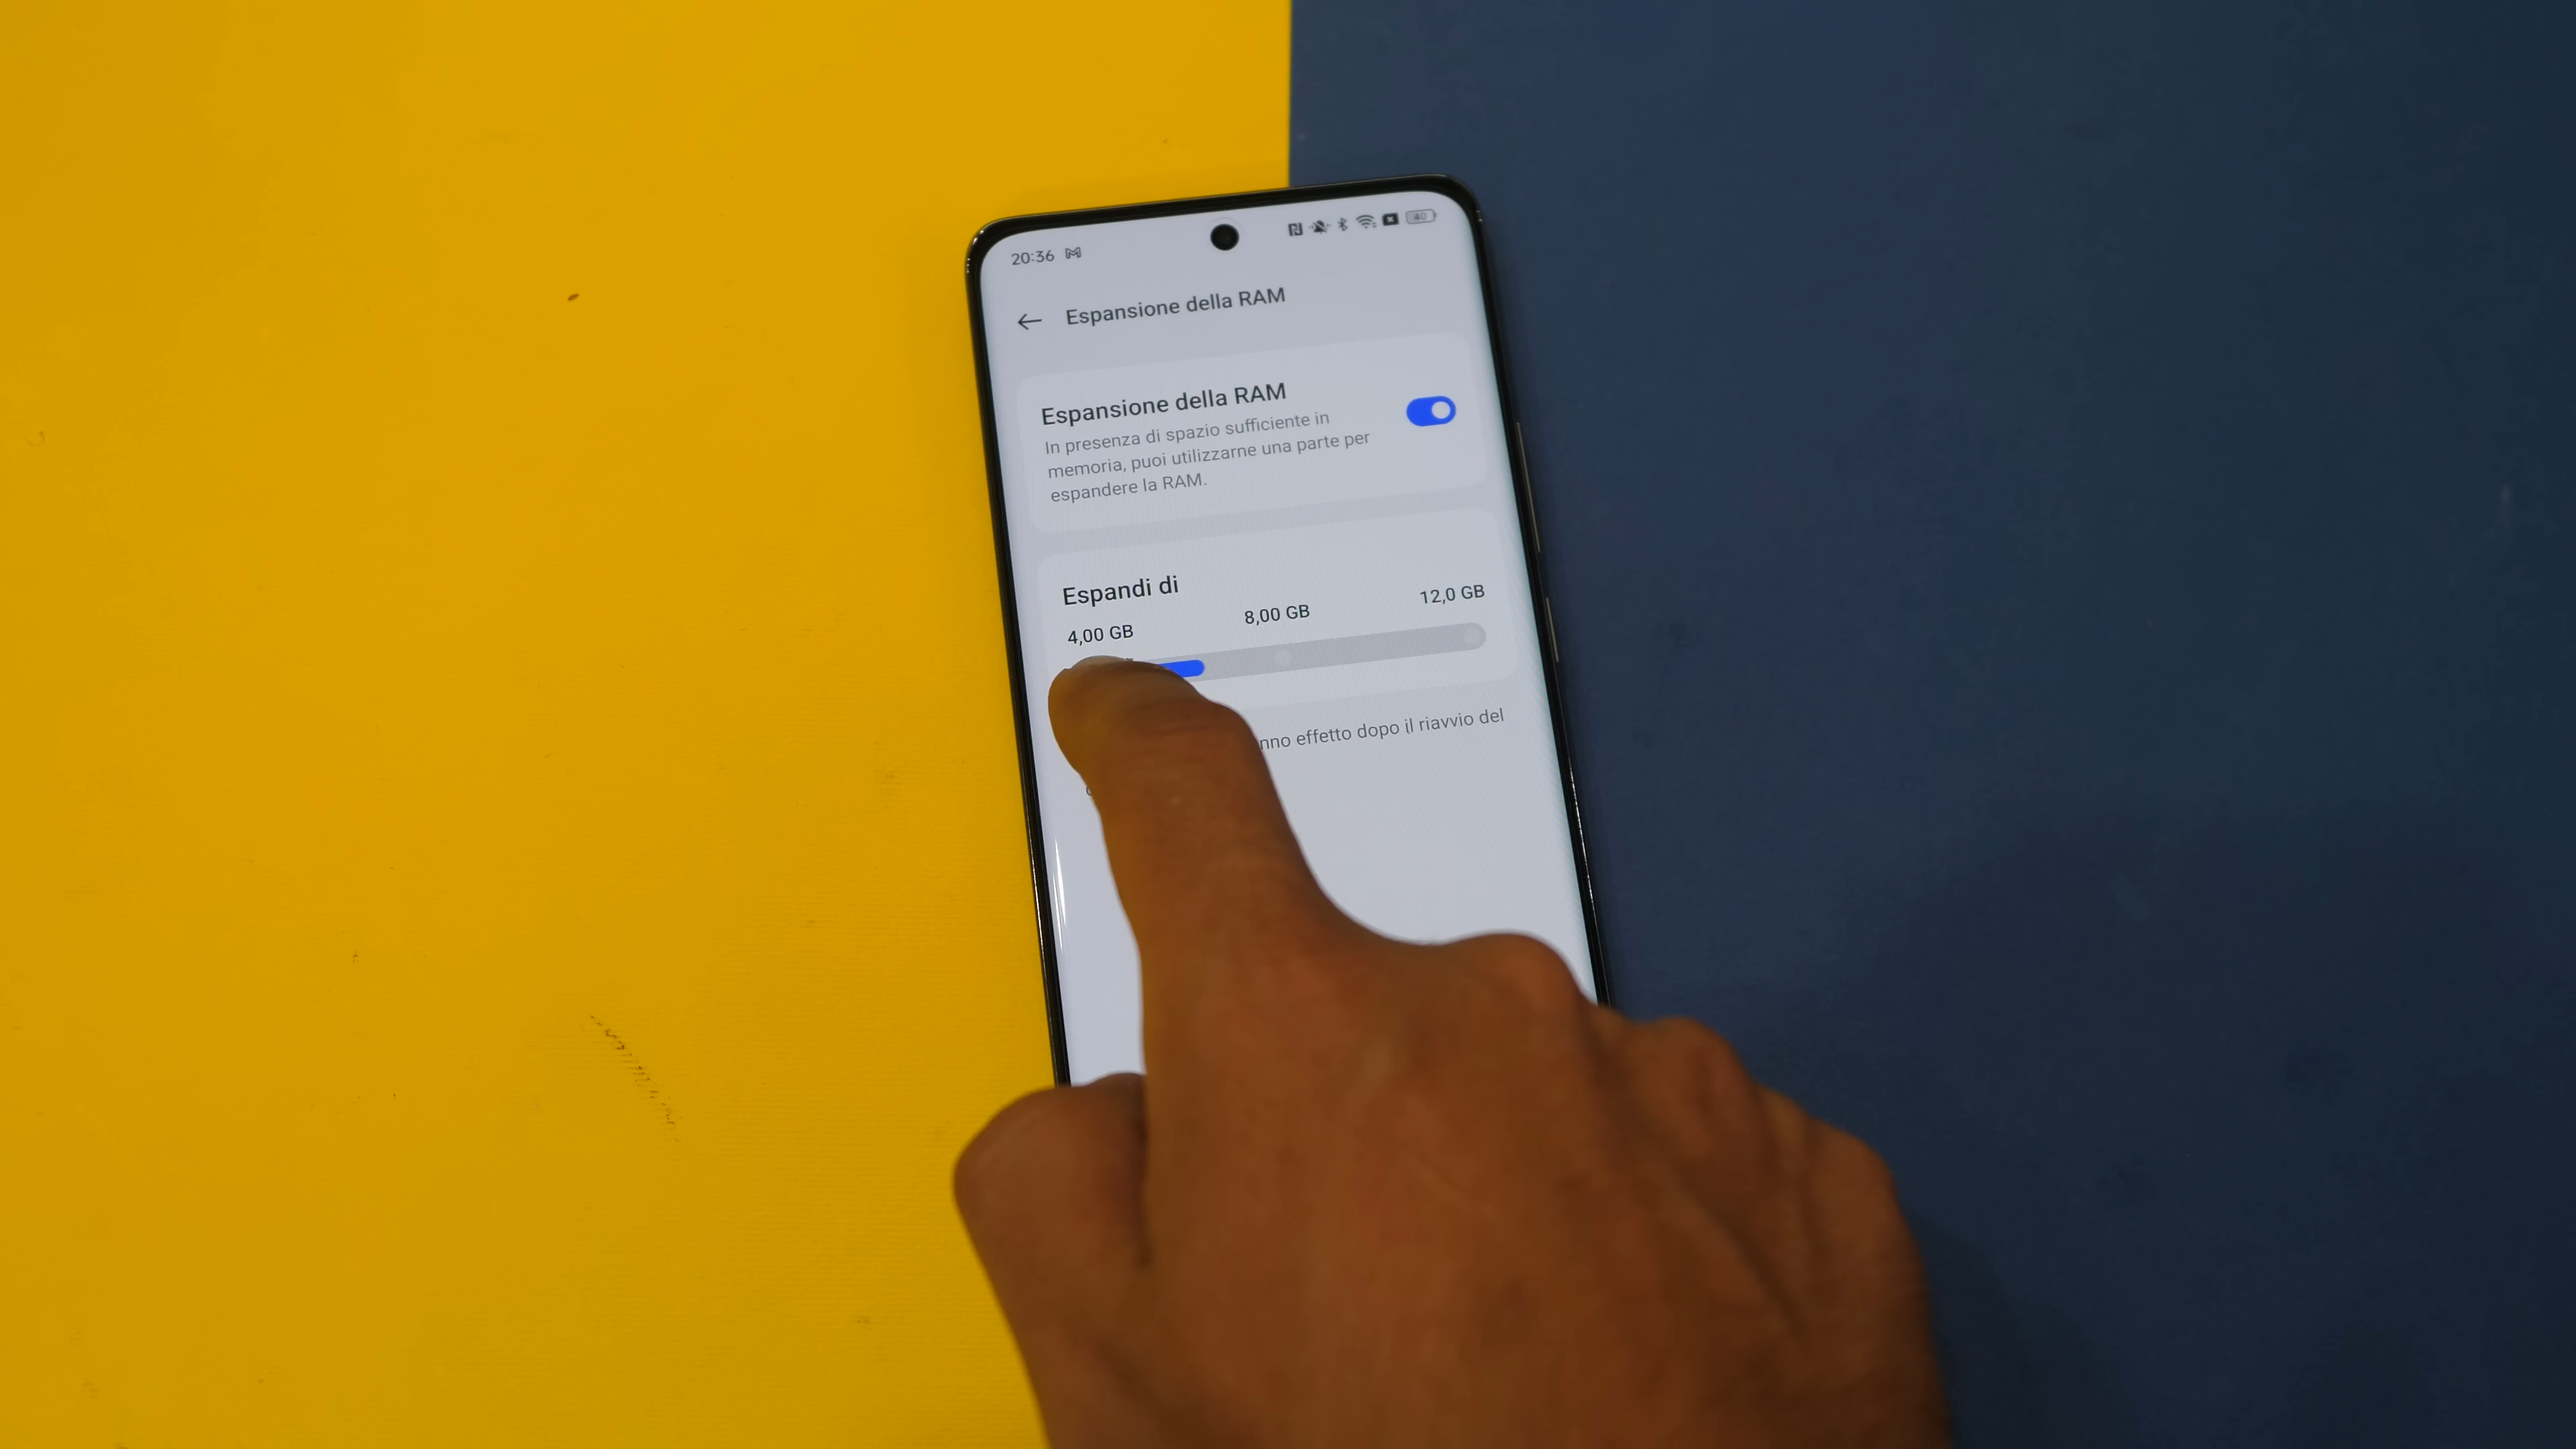 20:36
40
Espansione della RAM
Espansione della RAM
In presenza di spazio sufficiente in
memoria, puoi utilizzarne una parte per
espandere la RAM.
Espandi di
4,00 GB 8,00 GB 12,0 GB
effetto dopo il riavvio del